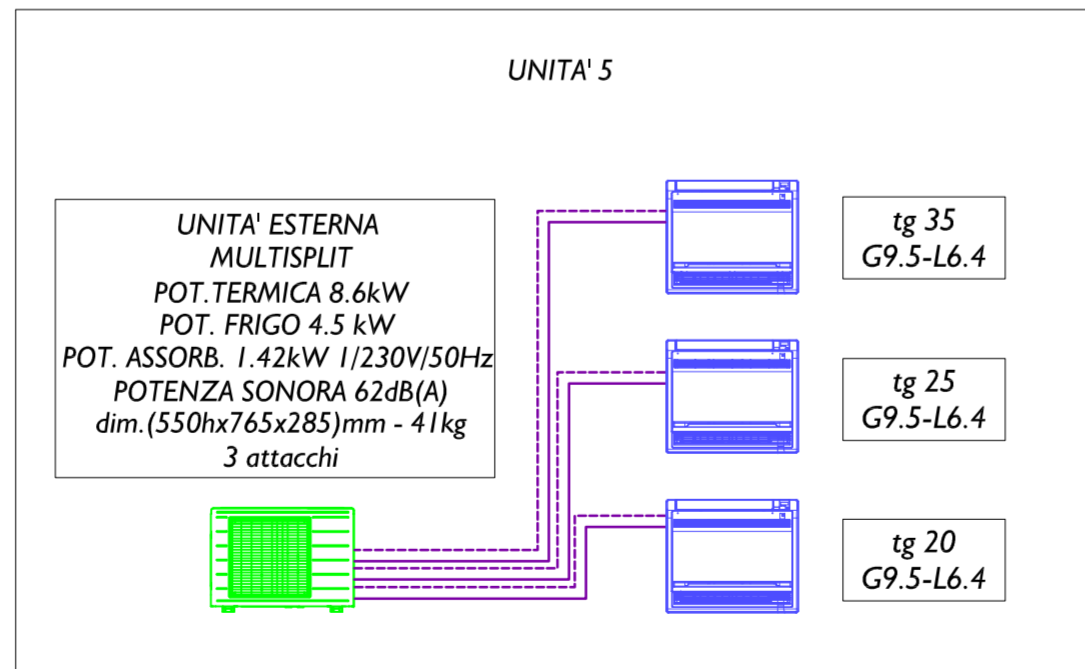 UNITA' 5
UNITA' ESTERNA
MULTISPLIT
POT.TERMICA 8.6kW
POT. FRIGO 4.5 kW
POT. ASSORB. 1.42kW 1/230V/50Hz
POTENZA SONORA 62dB(A)
dim.(550hx765x285)mm - 41kg
3 attacchi
tg 35
G9.5-L6.4
tg 25
G9.5-L6.4
tg 20
G9.5-L6.4